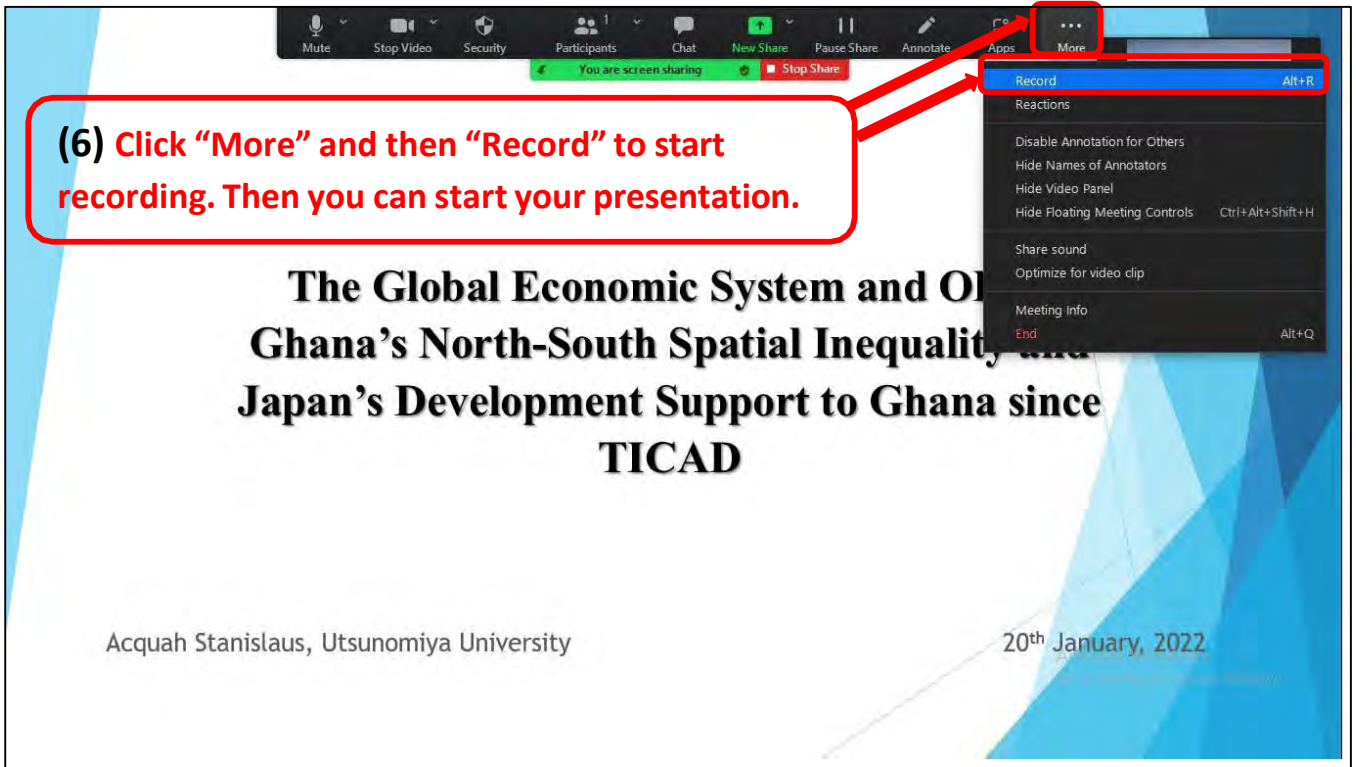 Mute Stop Video Security Participants 1 Chat New Share Pause Share Annotate Apps More
You are screen sharing Stop Share
Record Alt+R
Reactions
Disable Annotation for Others
Hide Names of Annotators
Hide Video Panel
Hide Floating Meeting Controls Ctrl+Alt+Shift+H
Share sound
Optimize for video clip
Meeting Info
End Alt+Q
(6) Click “More” and then “Record” to start
recording. Then you can start your presentation.
The Global Economic System and
Ghana’s North-South Spatial Inequality and
Japan’s Development Support to Ghana since
TICAD
Acquah Stanislaus, Utsunomiya University
20th January, 2022